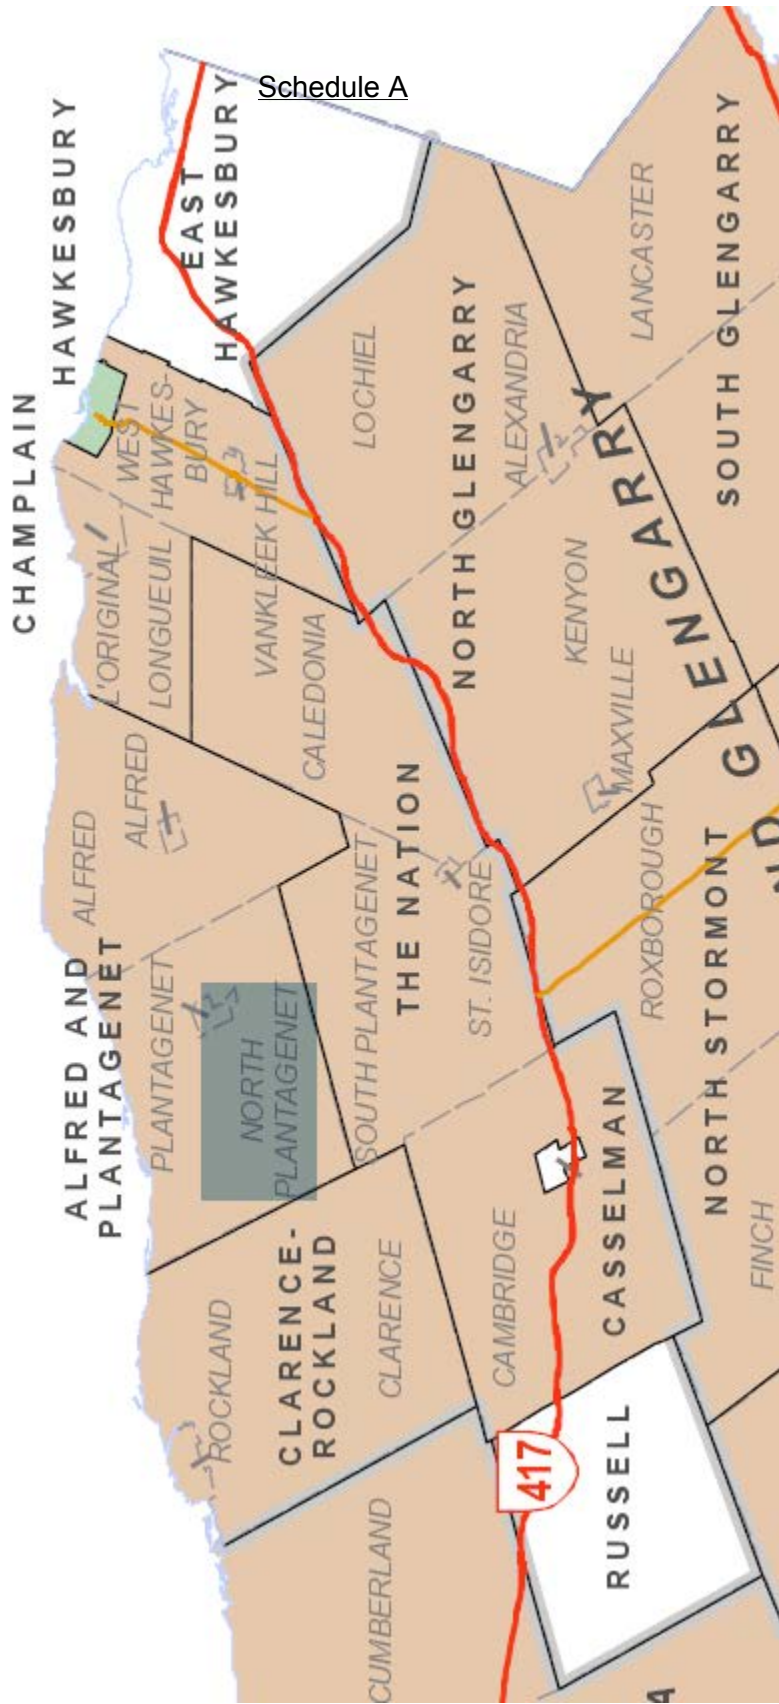 Schedule A
HAWKESBURY
EAST
HAWKESBURY
CHAMPLAIN
WEST
HAWKES-
BURY
LOCHIEL
LANCASTER
SOUTH GLENGARRY
NORTH GLENGARRY
ALEXANDRIA
L'ORIGINAL
LONGUEUIL
VANKLEEK HILL
CALEDONIA
KENYON
MAXVILLE
GLENGARRY
ND
ALFRED
ALFRED
ALFRED AND
PLANTAGENET
PLANTAGENET
NORTH
PLANTAGENET
SOUTH PLANTAGENET
THE NATION
ST. ISIDORE
ROXBOROUGH
NORTH STORMONT
FINCH
CLARENCE-
ROCKLAND
ROCKLAND
CLARENCE
CAMBRIDGE
CASSELMAN
417
RUSSELL
CUMBERLAND
A